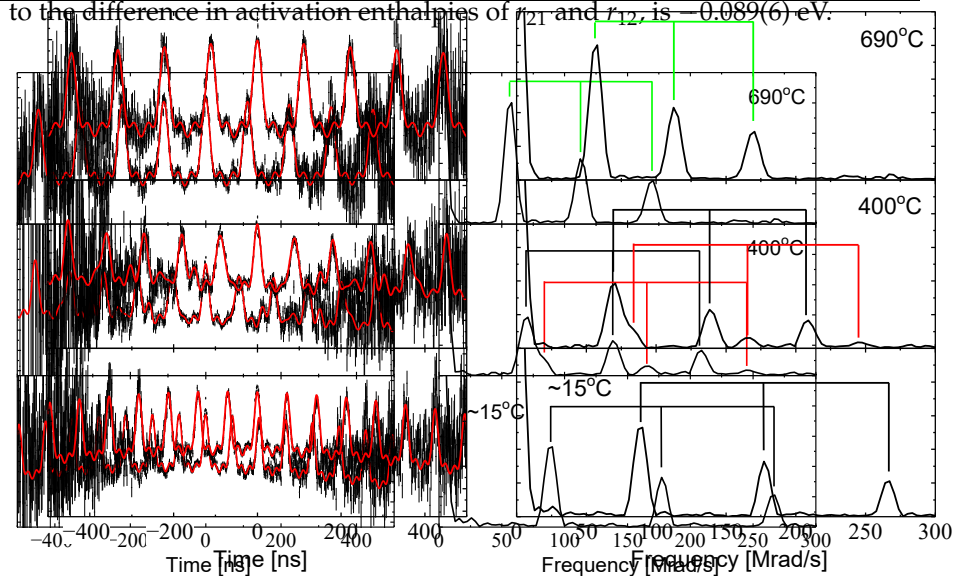 to the difference in activation enthalpies of r21 and r12, is −0.089(6) eV.
690°C
690°C
400°C
400°C
~15°C
~15°C
−400 −200 0 200 400
−400 −200 0 200 400
0 50 100 150 200 250 300
0 50 100 150 200 250 300
Time [ns]
Time [ns]
Frequency [Mrad/s]
Frequency [Mrad/s]